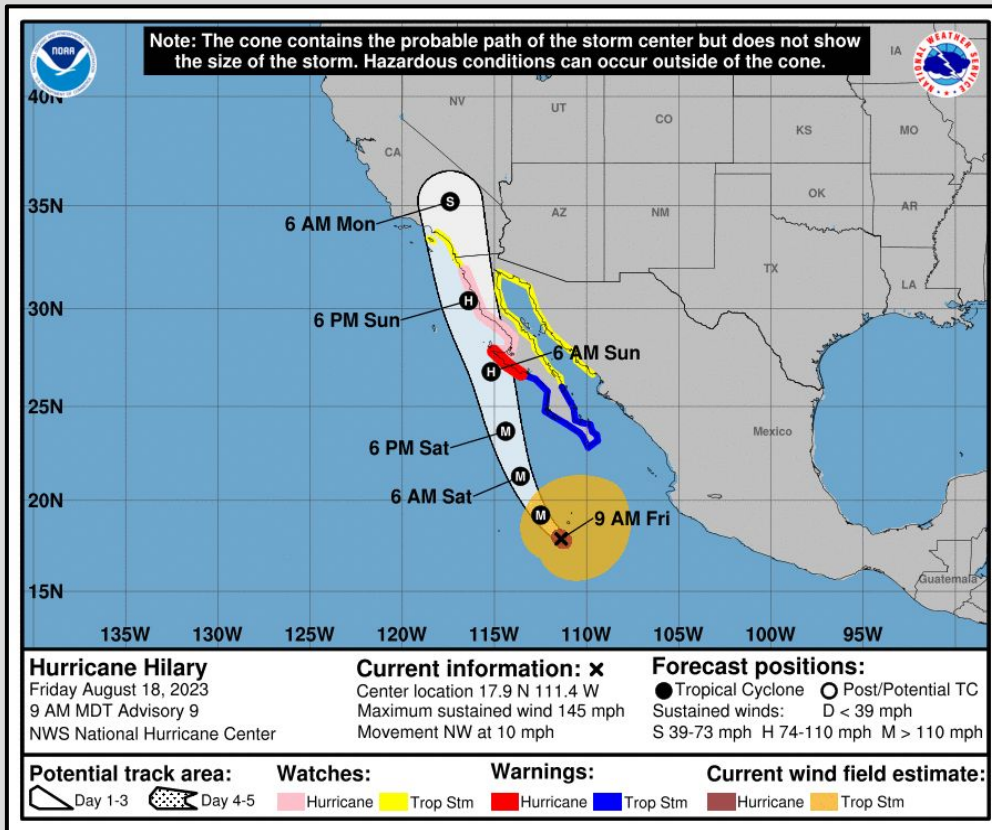 Note: The cone contains the probable path of the storm center but does not show
the size of the storm. Hazardous conditions can occur outside of the cone.
NOAA
NATIONAL WEATHER SERVICE
40N
NV
UT
CO
KS
MO
IA
CA
35N
6 AM Mon
S
AZ
NM
OK
AR
TX
LA
30N
6 PM Sun
H
6 AM Sun
H
25N
6 PM Sat
M
Mexico
20N
6 AM Sat
M
M
9 AM Fri
Guatemala
15N
135W 130W 125W 120W 115W 110W 105W 100W 95W
Hurricane Hilary
Friday August 18, 2023
9 AM MDT Advisory 9
NWS National Hurricane Center
Current information: ×
Center location 17.9 N 111.4 W
Maximum sustained wind 145 mph
Movement NW at 10 mph
Forecast positions:
Tropical Cyclone Post/Potential TC
Sustained winds: D < 39 mph
S 39-73 mph H 74-110 mph M > 110 mph
Potential track area:
Day 1-3 Day 4-5
Watches:
Hurricane Trop Stm
Warnings:
Hurricane Trop Stm
Current wind field estimate:
Hurricane Trop Stm